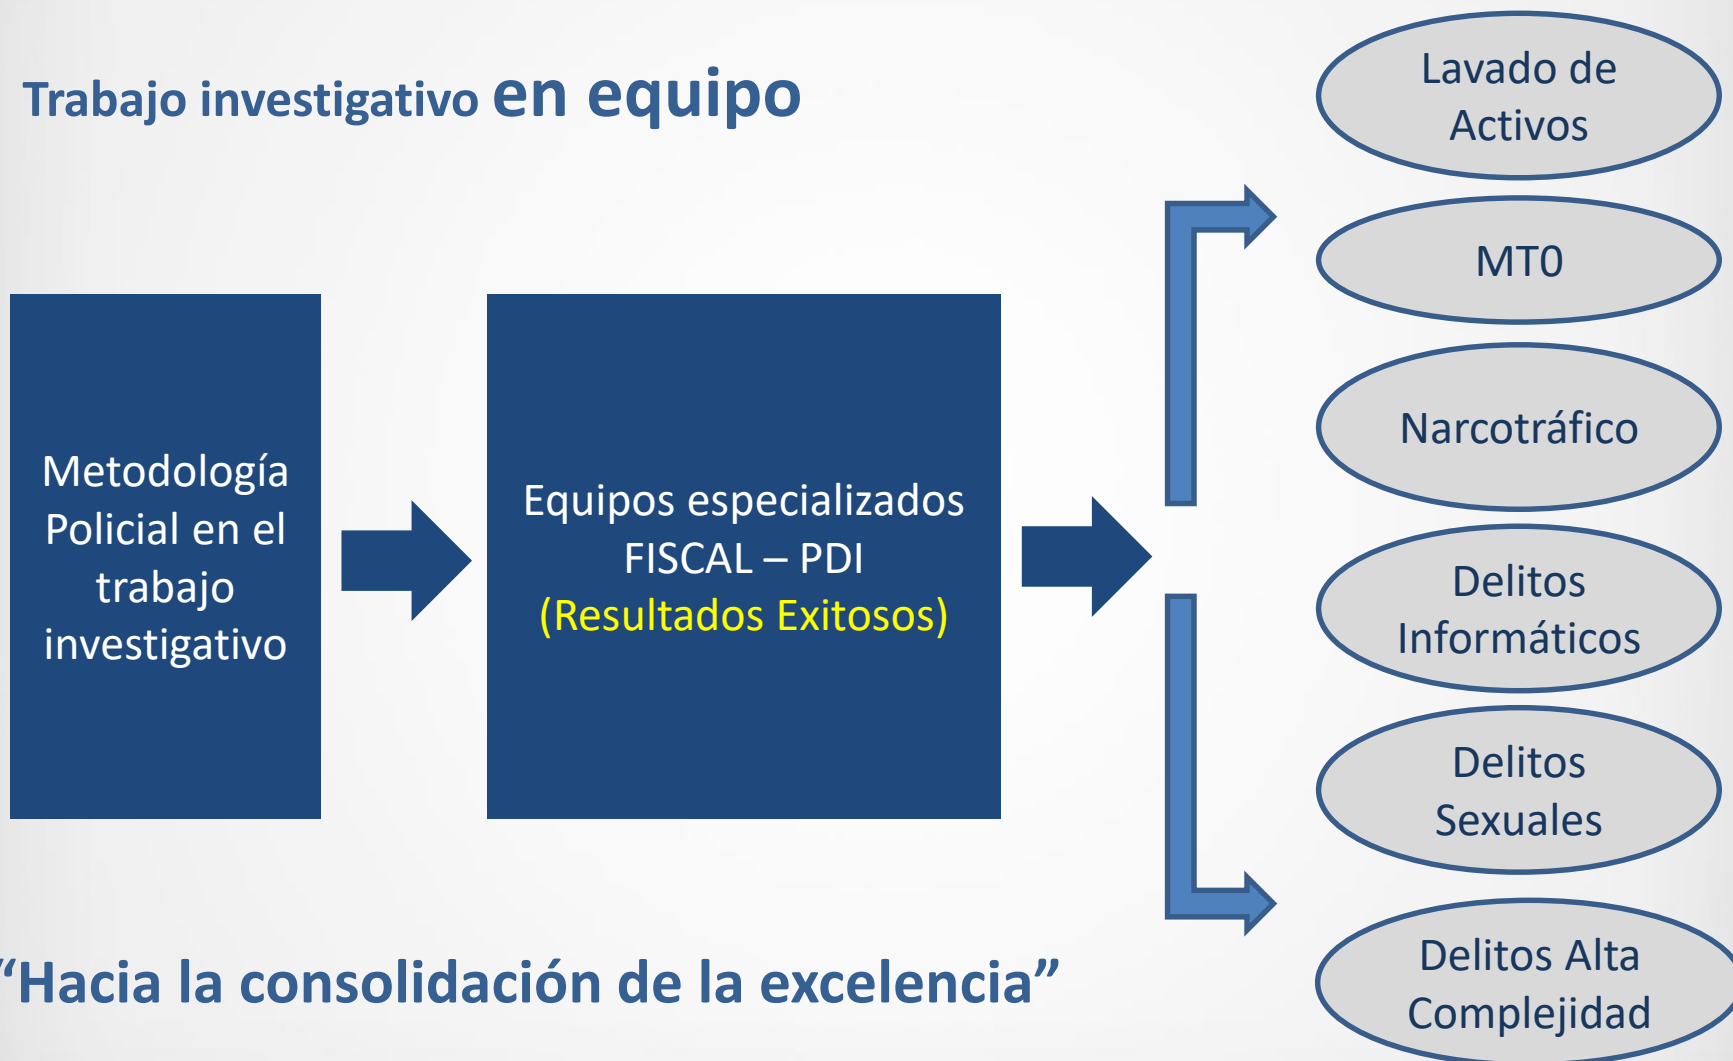 Trabajo investigativo en equipo
Metodología
Policial en el
trabajo
investigativo
Equipos especializados
FISCAL – PDI
(Resultados Exitosos)
Lavado de
Activos
MT0
Narcotráfico
Delitos
Informáticos
Delitos
Sexuales
Delitos Alta
Complejidad
“Hacia la consolidación de la excelencia”